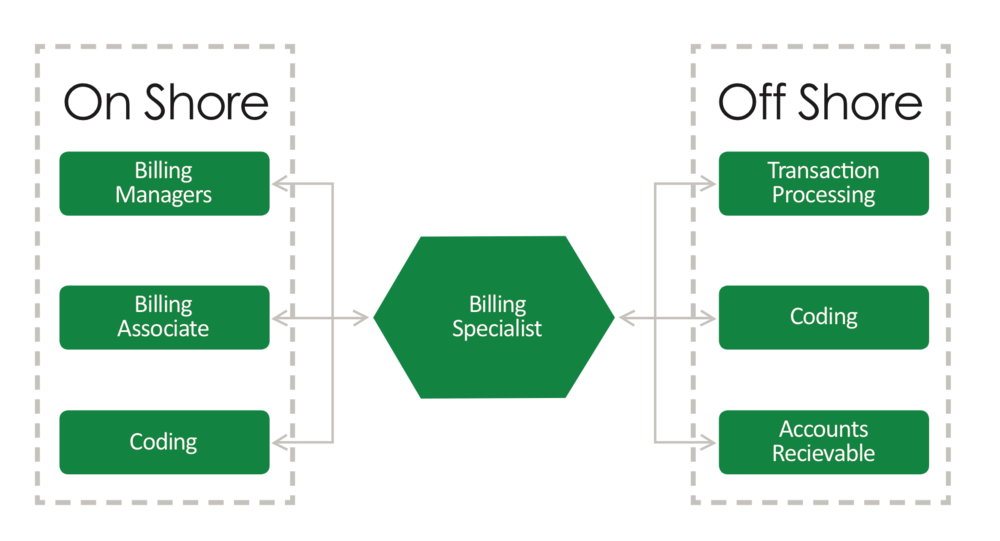 On Shore
Billing
Managers
Billing
Associate
Coding
Billing
Specialist
Off Shore
Transaction
Processing
Coding
Accounts
Recievable